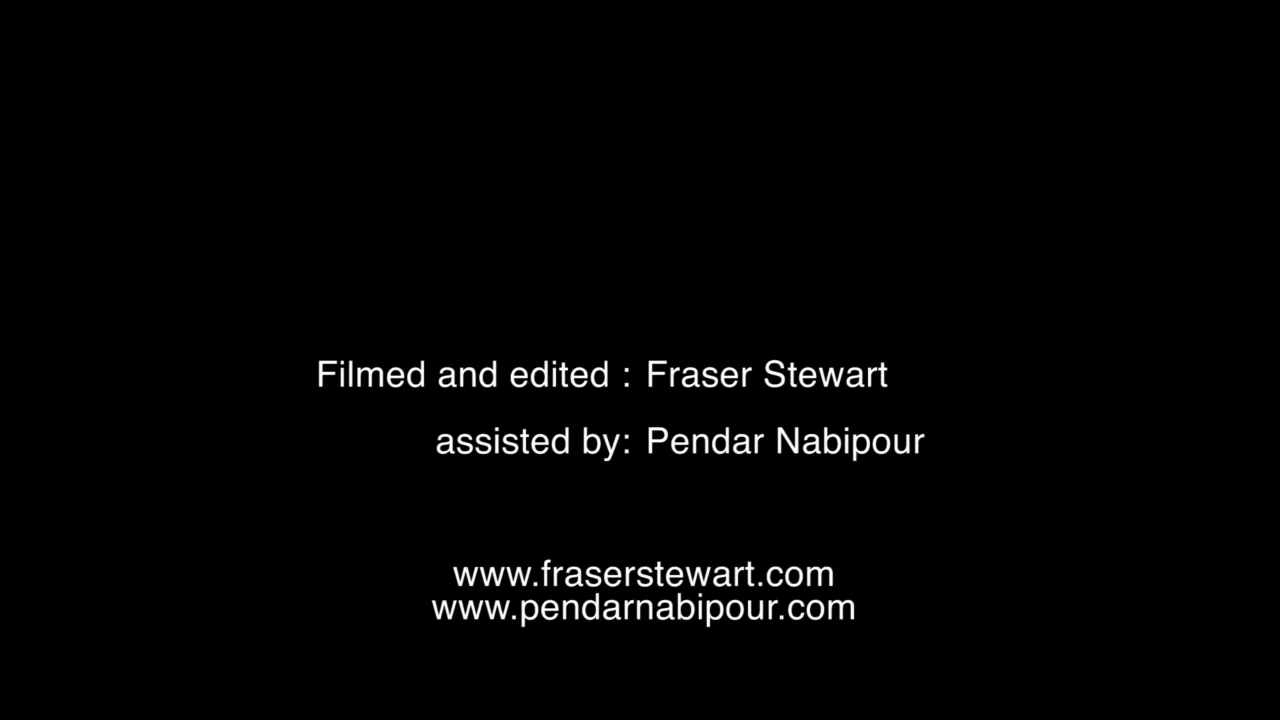 Filmed and edited : Fraser Stewart
assisted by: Pendar Nabipour
www.fraserstewart.com
www.pendarnabipour.com